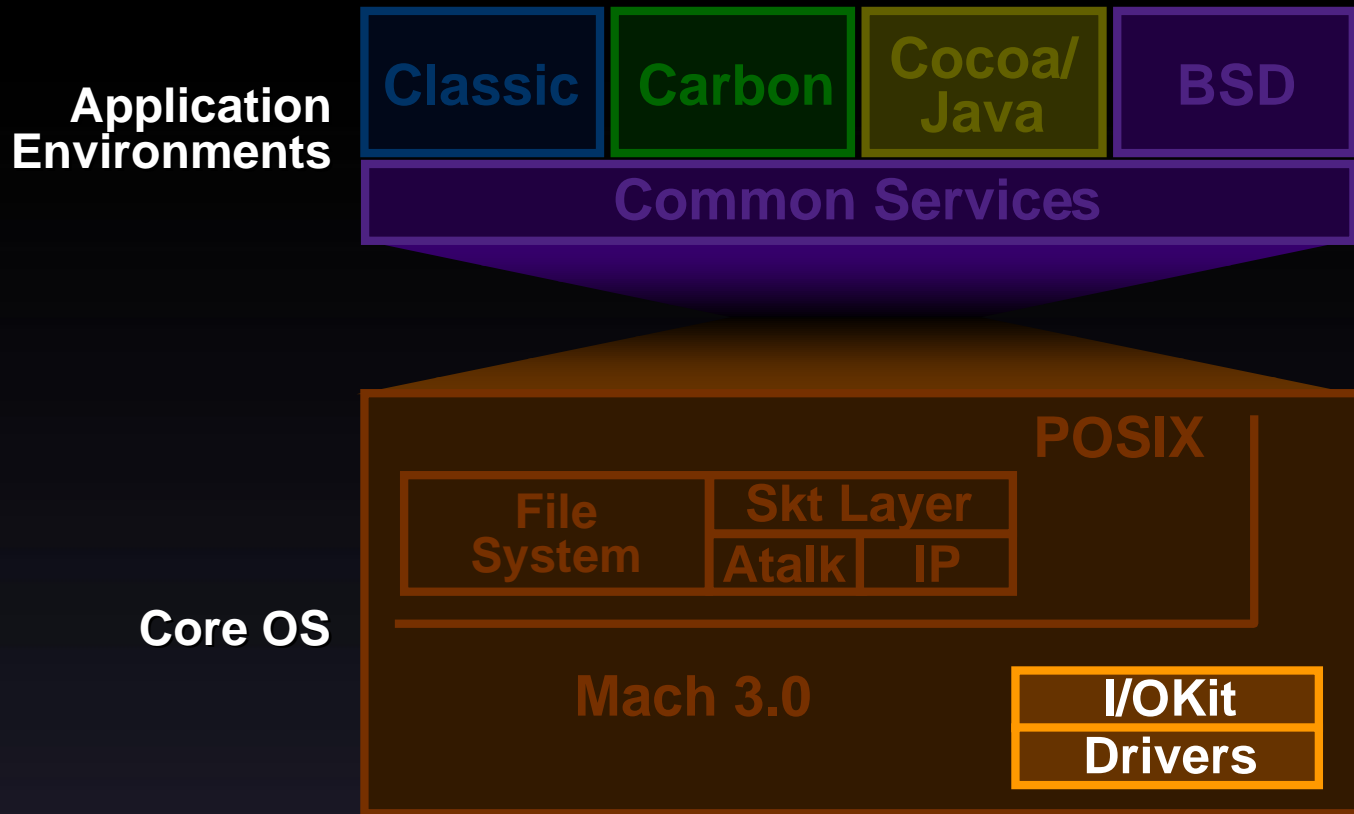 Application
Environments
Classic
Carbon
Cocoa/
Java
BSD
Common Services
POSIX
File
System
Skt Layer
Atalk
IP
Core OS
Mach 3.0
I/OKit
Drivers